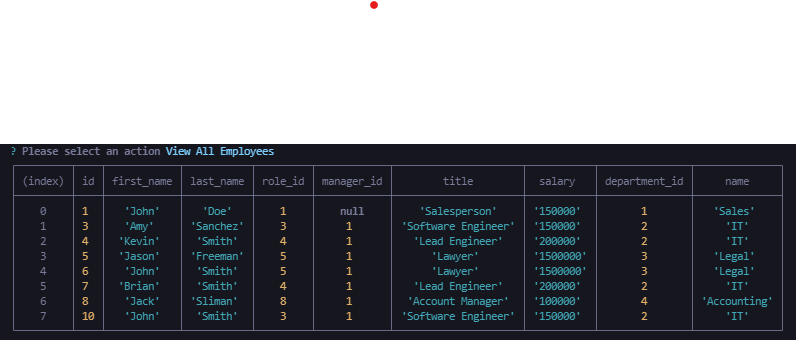 ? Please select an action View All Employees
(index) id first_name last_name role_id manager_id title salary department_id name
0 1 'John' 'Doe' 1 null 'Salesperson' '150000' 1 'Sales'
1 3 'Amy' 'Sanchez' 3 1 'Software Engineer' '150000' 2 'IT'
2 4 'Kevin' 'Smith' 4 1 'Lead Engineer' '200000' 2 'IT'
3 5 'Jason' 'Freeman' 5 1 'Lawyer' '1500000' 3 'Legal'
4 6 'John' 'Smith' 5 1 'Lawyer' '1500000' 3 'Legal'
5 7 'Brian' 'Smith' 4 1 'Lead Engineer' '200000' 2 'IT'
6 8 'Jack' 'Sliman' 8 1 'Account Manager' '100000' 4 'Accounting'
7 10 'John' 'Smith' 3 1 'Software Engineer' '150000' 2 'IT'